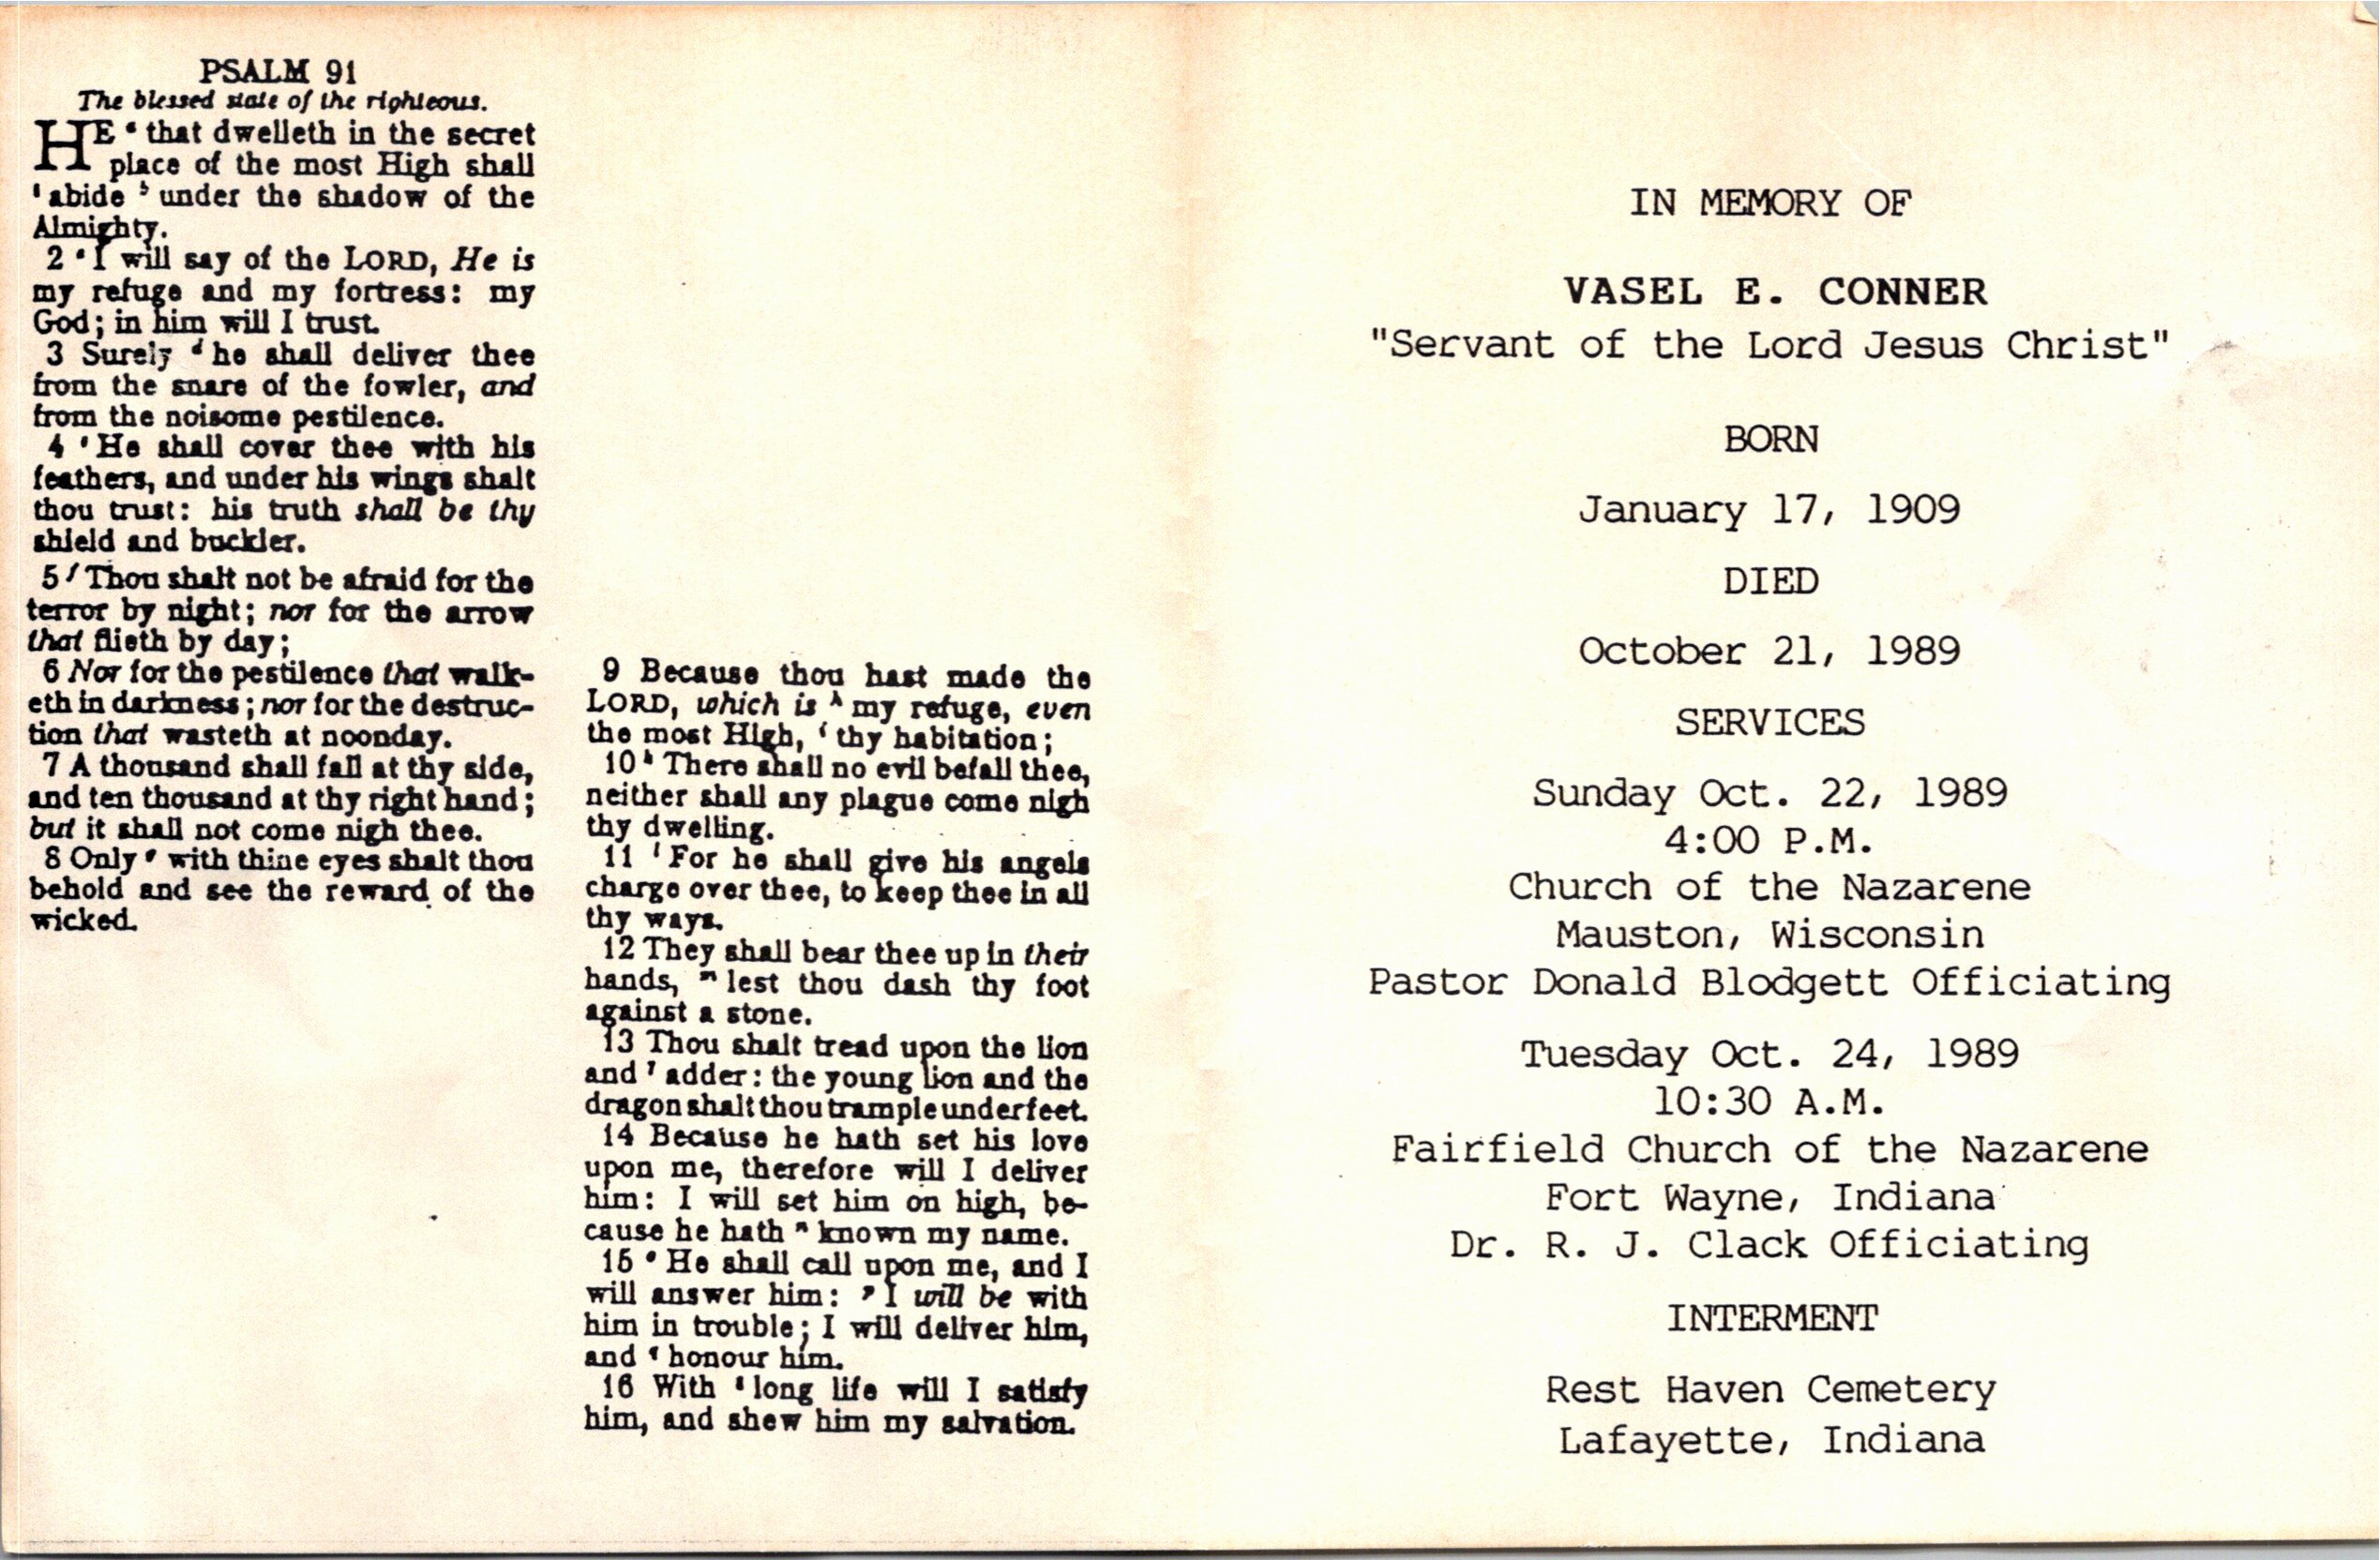 PSALM 91
The blessed state of the righteous.
HE a that dwelleth in the secret
place of the most High shall
1 abide b under the shadow of the
Almighty.
2 c I will say of the LORD, He is
my refuge and my fortress: my
God; in him will I trust.
3 Surely d he shall deliver thee
from the snare of the fowler, and
from the noisome pestilence.
4 e He shall cover thee with his
feathers, and under his wings shalt
thou trust: his truth shall be thy
shield and buckler.
5 f Thou shalt not be afraid for the
terror by night; nor for the arrow
that flieth by day;
6 Nor for the pestilence that walk-
eth in darkness; nor for the destruc-
tion that wasteth at noonday.
7 A thousand shall fall at thy side,
and ten thousand at thy right hand;
but it shall not come nigh thee.
8 Only g with thine eyes shalt thou
behold and see the reward of the
wicked.
9 Because thou hast made the
LORD, which is h my refuge, even
the most High, i thy habitation;
10 k There shall no evil befall thee,
neither shall any plague come nigh
thy dwelling.
11 l For he shall give his angels
charge over thee, to keep thee in all
thy ways.
12 They shall bear thee up in their
hands, m lest thou dash thy foot
against a stone.
13 Thou shalt tread upon the lion
and 2 adder: the young lion and the
dragon shalt thou trample under feet.
14 Because he hath set his love
upon me, therefore will I deliver
him: I will set him on high, be-
cause he hath n known my name.
15 o He shall call upon me, and I
will answer him: p I will be with
him in trouble; I will deliver him,
and q honour him.
16 With 3 long life will I satisfy
him, and shew him my salvation.
IN MEMORY OF
VASEL E. CONNER
"Servant of the Lord Jesus Christ"
BORN
January 17, 1909
DIED
October 21, 1989
SERVICES
Sunday Oct. 22, 1989
4:00 P.M.
Church of the Nazarene
Mauston, Wisconsin
Pastor Donald Blodgett Officiating
Tuesday Oct. 24, 1989
10:30 A.M.
Fairfield Church of the Nazarene
Fort Wayne, Indiana
Dr. R. J. Clack Officiating
INTERMENT
Rest Haven Cemetery
Lafayette, Indiana